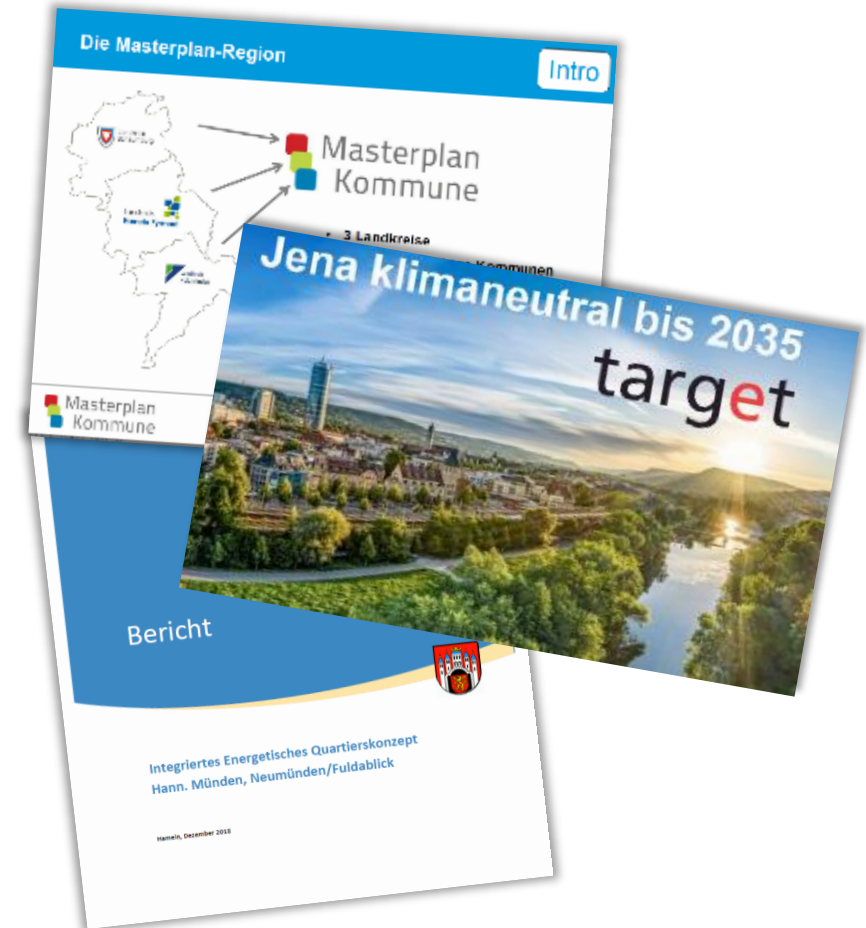 Die Masterplan-Region
Intro
Masterplan
Kommune
• 3 Landkreise
Kommunen
Masterplan
Kommune
Jena klimaneutral bis 2035
target
Bericht
Integriertes Energetisches Quartierskonzept
Hann. Münden, Neumünden/Fuldablick
Hameln, Dezember 2018